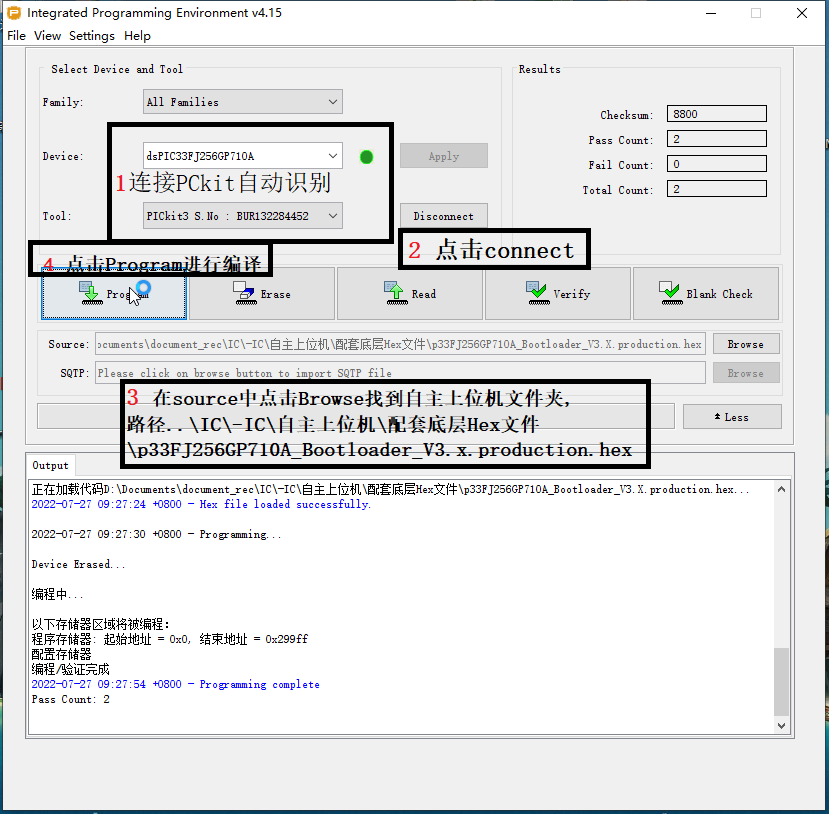 Integrated Programming Environment v4.15
File View Settings Help
Select Device and Tool
Results
Family:
All Families
Checksum:
8800
Pass Count:
2
Device:
dsPIC33FJ256GP710A
Apply
Fail Count:
0
1连接PCkit自动识别
Total Count:
2
Tool:
PICkit3 S.No : BUR132284452
Disconnect
2 点击connect
4 点击Program进行编译
Program
Erase
Read
Verify
Blank Check
Source:
ocuments\document_rec\IC\-IC\自主上位机\配套底层Hex文件\p33FJ256GP710A_Bootloader_V3.X.production.hex
Browse
SQTP:
Please click on browse button to import SQTP file
Browse
3 在source中点击Browse找到自主上位机文件夹,
路径..\IC\-IC\自主上位机\配套底层Hex文件
\p33FJ256GP710A_Bootloader_V3.x.production.hex
Less
Output
正在加载代码D:\Documents\document_rec\IC\-IC\自主上位机\配套底层Hex文件\p33FJ256GP710A_Bootloader_V3.X.production.hex...
2022-07-27 09:27:24 +0800 - Hex file loaded successfully.
2022-07-27 09:27:30 +0800 - Programming...
Device Erased...
编程中...
以下存储器区域将被编程:
程序存储器: 起始地址 = 0x0, 结束地址 = 0x299ff
配置存储器
编程/验证完成
2022-07-27 09:27:54 +0800 - Programming complete
Pass Count: 2